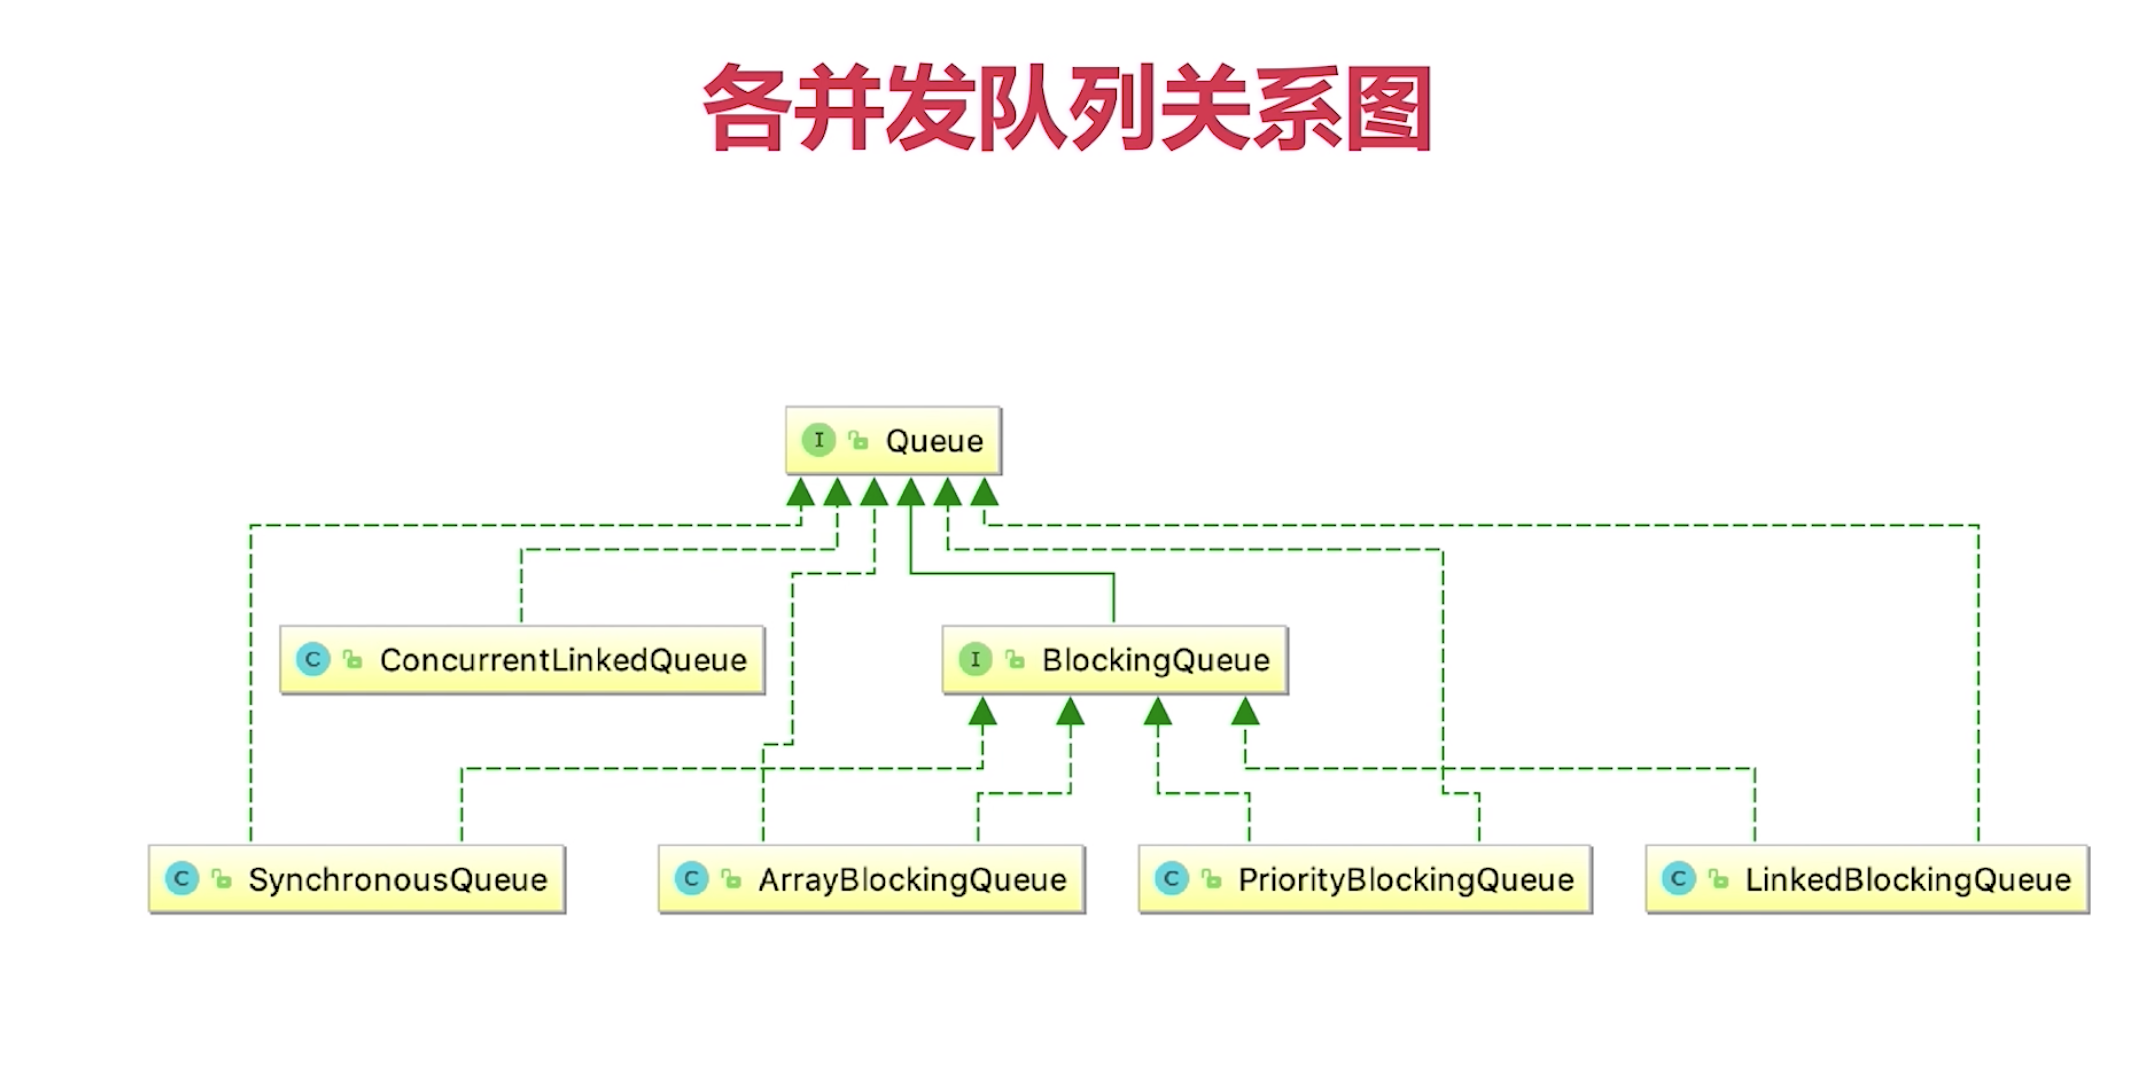 各并发队列关系图
I Queue
C ConcurrentLinkedQueue
I BlockingQueue
C SynchronousQueue
C ArrayBlockingQueue
C PriorityBlockingQueue
C LinkedBlockingQueue